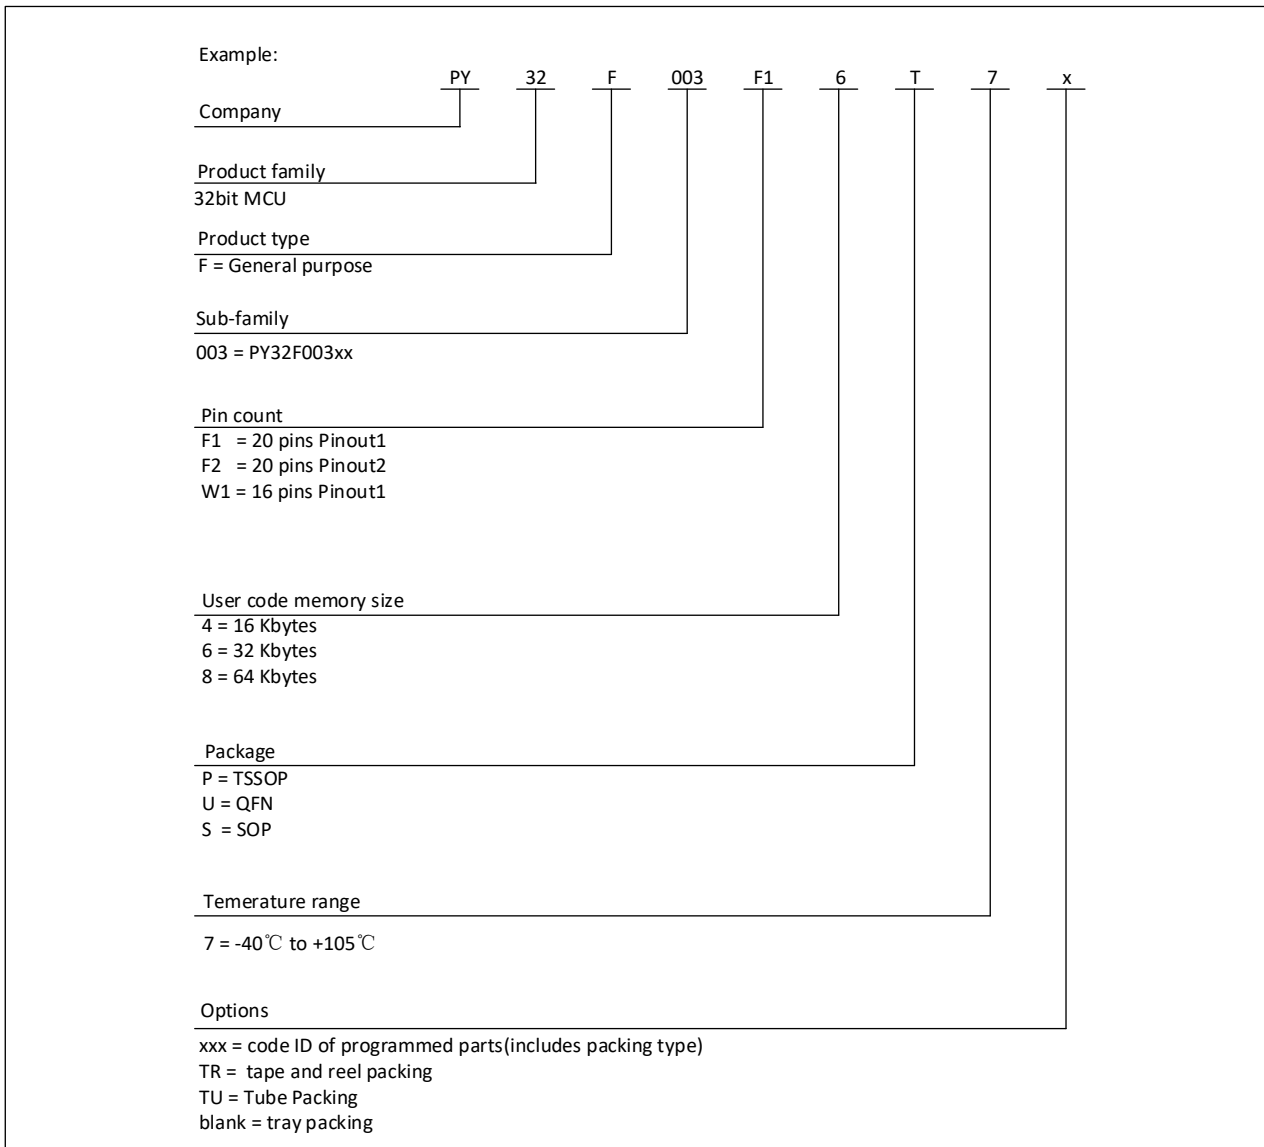 Example:
PY 32 F 003 F1 6 T 7 x
Company
Product family
32bit MCU
Product type
F = General purpose
Sub-family
003 = PY32F003xx
Pin count
F1 = 20 pins Pinout1
F2 = 20 pins Pinout2
W1 = 16 pins Pinout1
User code memory size
4 = 16 Kbytes
6 = 32 Kbytes
8 = 64 Kbytes
Package
P = TSSOP
U = QFN
S = SOP
Temerature range
7 = -40℃ to +105℃
Options
xxx = code ID of programmed parts(includes packing type)
TR = tape and reel packing
TU = Tube Packing
blank = tray packing